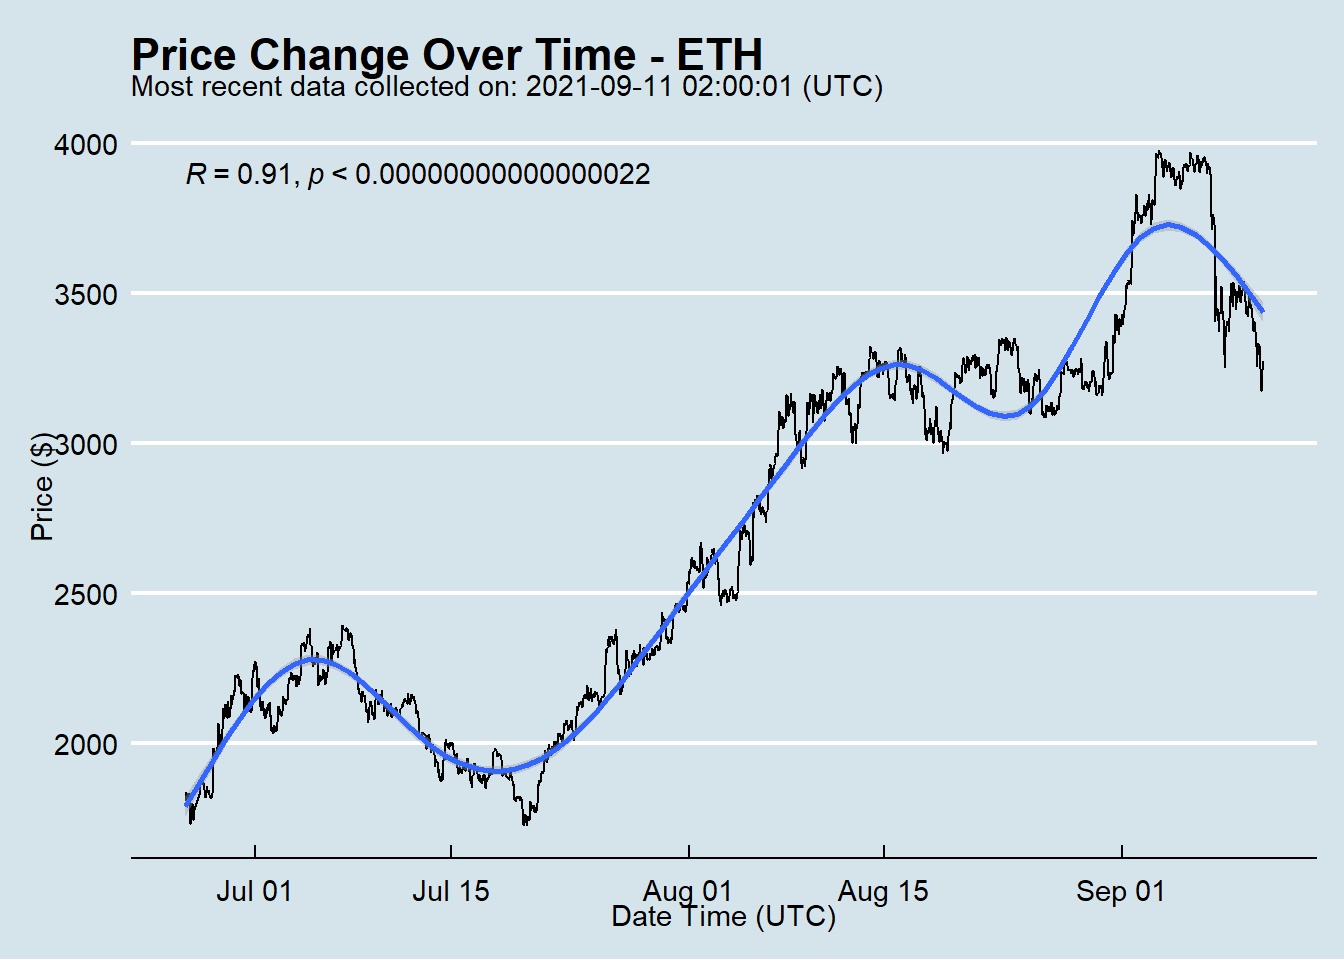 Price Change Over Time - ETH
Most recent data collected on: 2021-09-11 02:00:01 (UTC)
R = 0.91, p < 0.00000000000000022
4000
3500
3000
2500
2000
Price ($)
Jul 01
Jul 15
Aug 01
Aug 15
Sep 01
Date Time (UTC)